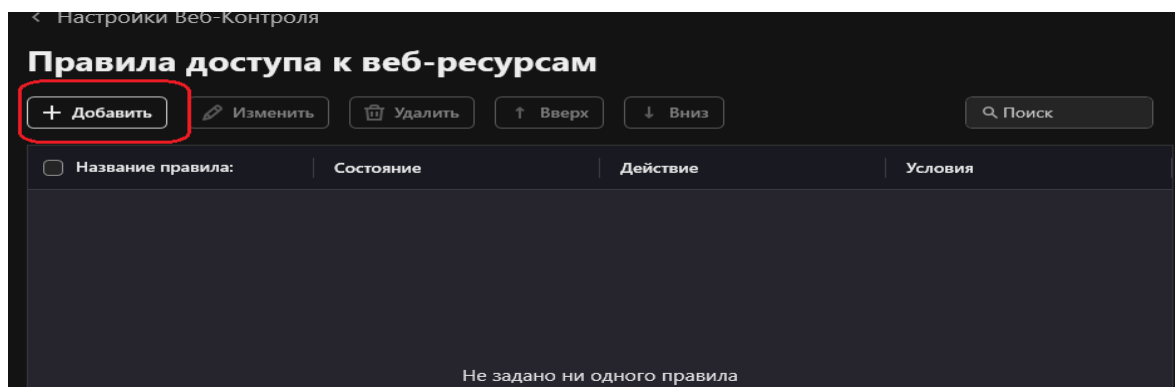 < Настройки Веб-Контроля
Правила доступа к веб-ресурсам
+ Добавить Изменить Удалить ↑ Вверх ↓ Вниз Поиск
Название правила: Состояние Действие Условия
Не задано ни одного правила